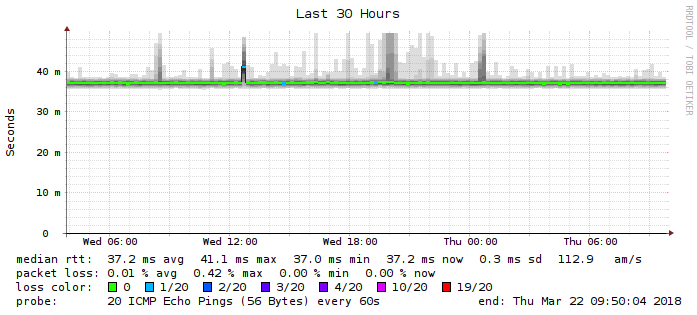 Last 30 Hours
RRDTOOL / TOBI OETIKER
Seconds
40 m
30 m
20 m
10 m
0
Wed 06:00 Wed 12:00 Wed 18:00 Thu 00:00 Thu 06:00
median rtt: 37.2 ms avg 41.1 ms max 37.0 ms min 37.2 ms now 0.3 ms sd 112.9 am/s
packet loss: 0.01 % avg 0.42 % max 0.00 % min 0.00 % now
loss color: 0 1/20 2/20 3/20 4/20 10/20 19/20
probe: 20 ICMP Echo Pings (56 Bytes) every 60s end: Thu Mar 22 09:50:04 2018